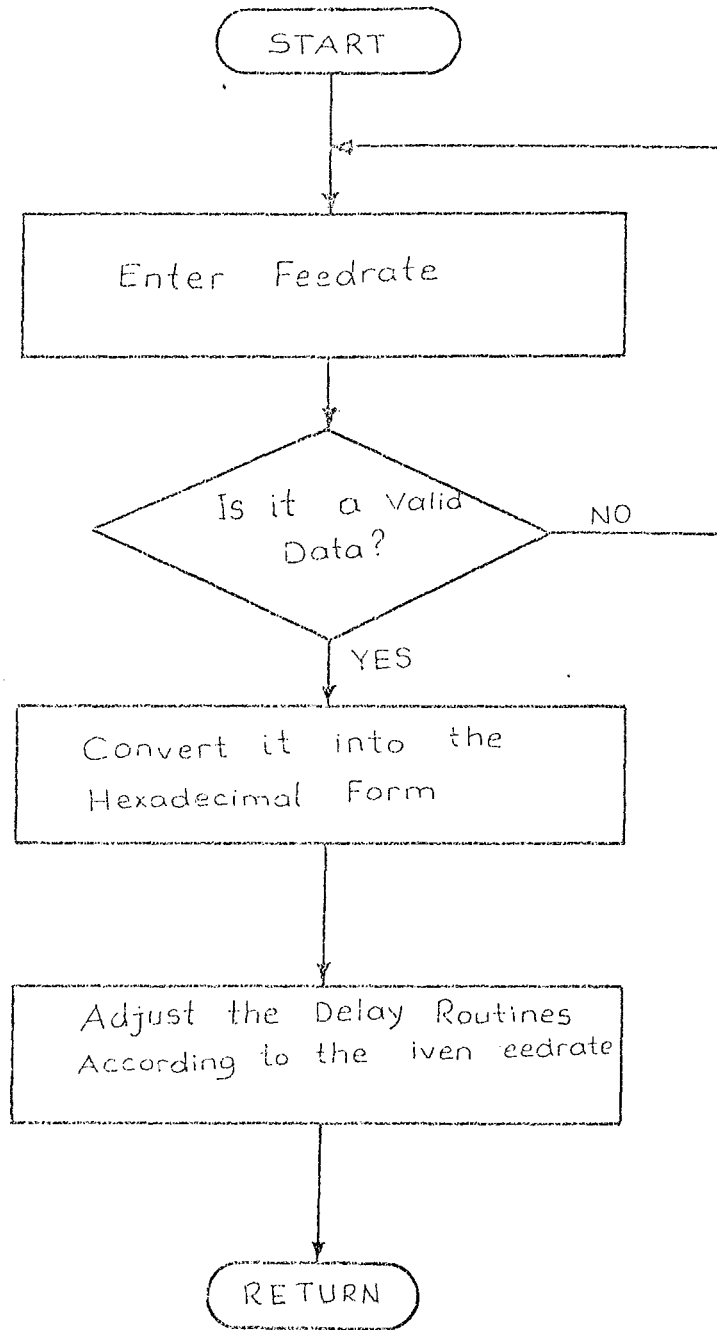 START
Enter Feedrate
Is it a Valid
Data?
NO
YES
Convert it into the
Hexadecimal Form
Adjust the Delay Routines
According to the iven eedrate
RETURN